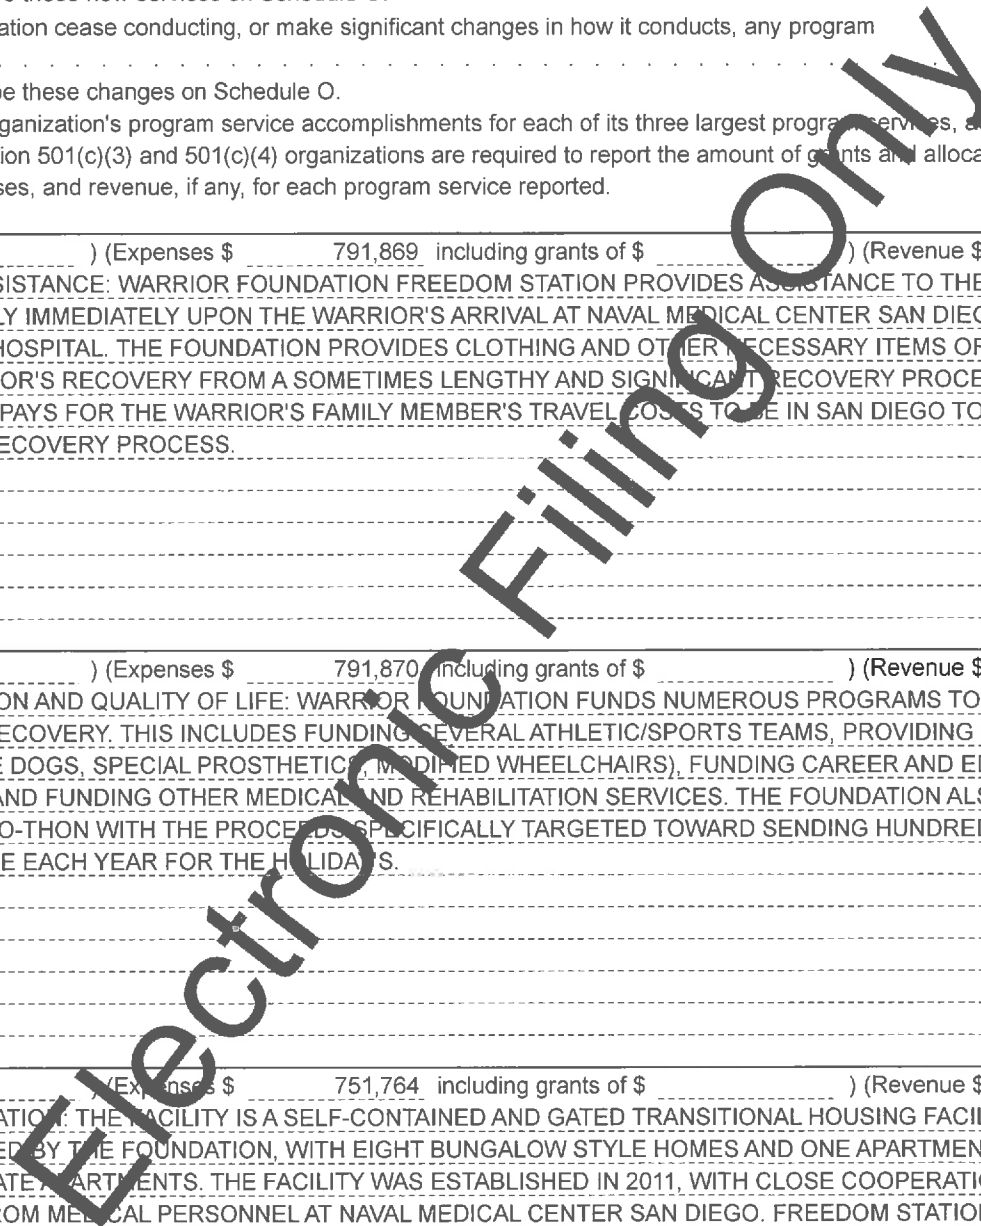 ation cease conducting, or make significant changes in how it conducts, any program
be these changes on Schedule O.
ganization's program service accomplishments for each of its three largest program services, a
ion 501(c)(3) and 501(c)(4) organizations are required to report the amount of grants and alloca
ses, and revenue, if any, for each program service reported.
) (Expenses $ 791,869 including grants of $ ) (Revenue $
SISTANCE: WARRIOR FOUNDATION FREEDOM STATION PROVIDES ASSISTANCE TO THE
LY IMMEDIATELY UPON THE WARRIOR'S ARRIVAL AT NAVAL MEDICAL CENTER SAN DIEG
HOSPITAL. THE FOUNDATION PROVIDES CLOTHING AND OTHER NECESSARY ITEMS OF
OR'S RECOVERY FROM A SOMETIMES LENGTHY AND SIGNIFICANT RECOVERY PROCE
PAYS FOR THE WARRIOR'S FAMILY MEMBER'S TRAVEL COSTS TO BE IN SAN DIEGO TO
ECOVERY PROCESS.
) (Expenses $ 791,870 including grants of $ ) (Revenue $
ON AND QUALITY OF LIFE: WARRIOR FOUNDATION FUNDS NUMEROUS PROGRAMS TO
ECOVERY. THIS INCLUDES FUNDING SEVERAL ATHLETIC/SPORTS TEAMS, PROVIDING
E DOGS, SPECIAL PROSTHETICS, MODIFIED WHEELCHAIRS), FUNDING CAREER AND E
AND FUNDING OTHER MEDICAL AND REHABILITATION SERVICES. THE FOUNDATION ALS
O-THON WITH THE PROCEEDS SPECIFICALLY TARGETED TOWARD SENDING HUNDRED
E EACH YEAR FOR THE HOLIDAYS.
) (Expenses $ 751,764 including grants of $ ) (Revenue $
ATION: THE FACILITY IS A SELF-CONTAINED AND GATED TRANSITIONAL HOUSING FACIL
ED BY THE FOUNDATION, WITH EIGHT BUNGALOW STYLE HOMES AND ONE APARTMEN
ATE APARTMENTS. THE FACILITY WAS ESTABLISHED IN 2011, WITH CLOSE COOPERATI
ROM MEDICAL PERSONNEL AT NAVAL MEDICAL CENTER SAN DIEGO. FREEDOM STATION
Electronic Filing Only